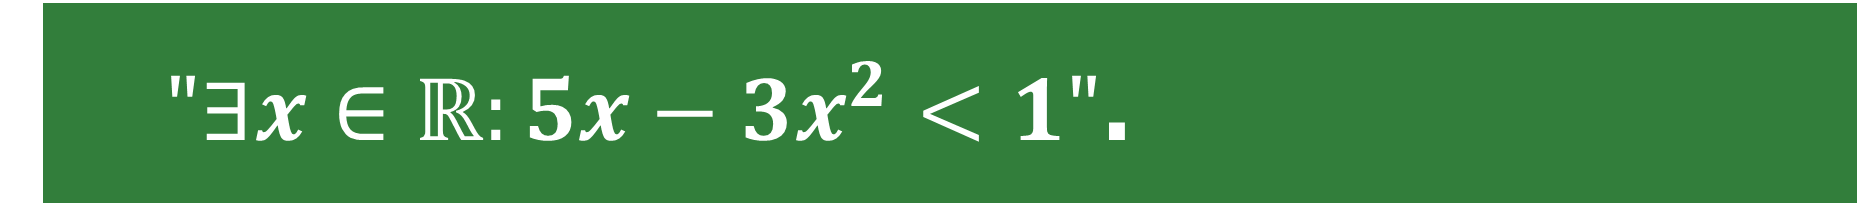 "∃x ∈ ℝ: 5x − 3x² < 1".